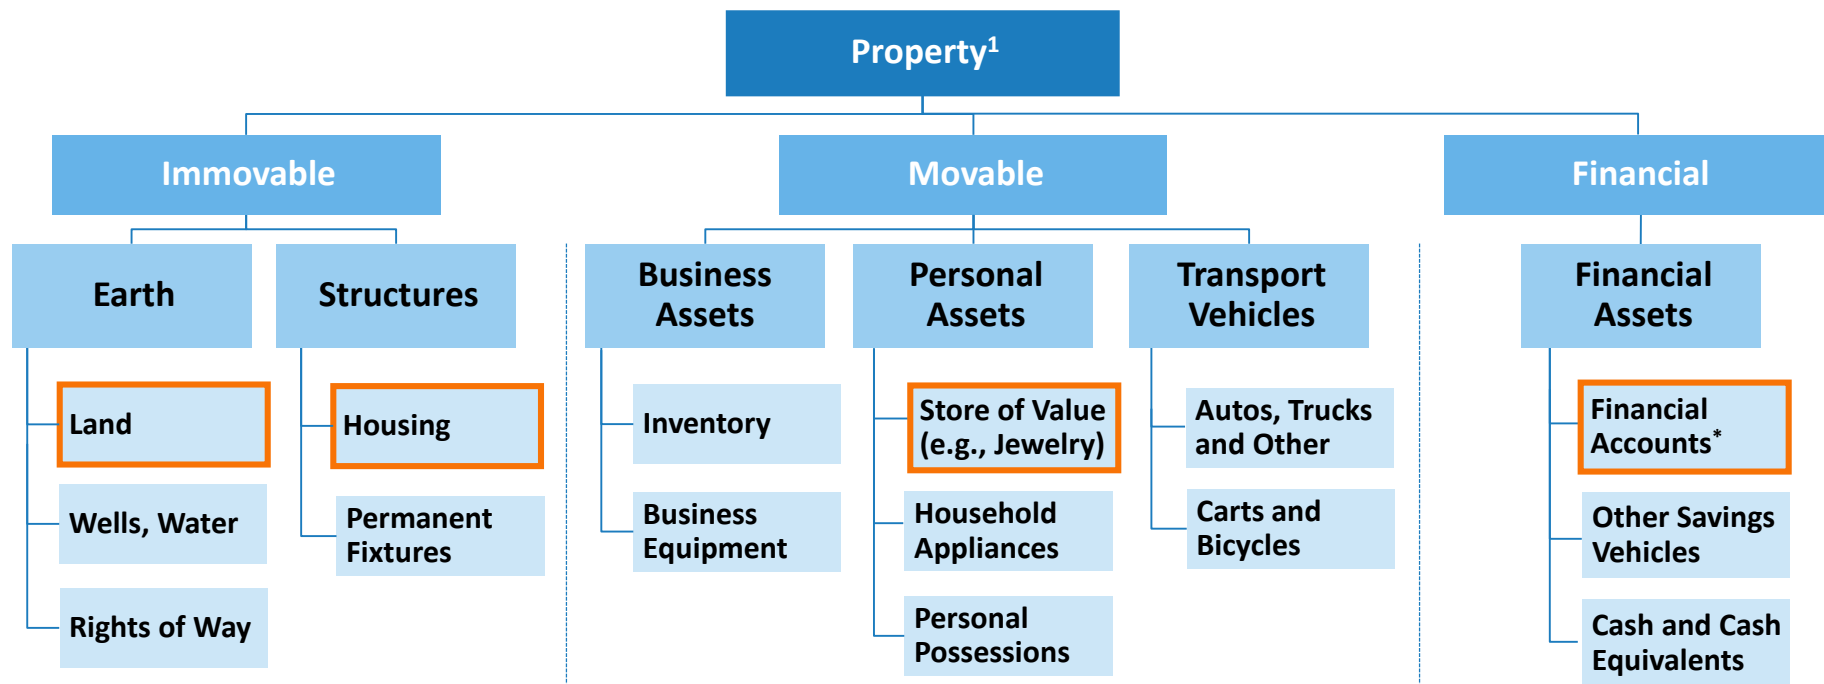 Property¹
Immovable
Movable
Financial
Earth
Structures
Business
Assets
Personal
Assets
Transport
Vehicles
Financial
Assets
Land
Wells, Water
Rights of Way
Housing
Permanent
Fixtures
Inventory
Business
Equipment
Store of Value
(e.g., Jewelry)
Household
Appliances
Personal
Possessions
Autos, Trucks
and Other
Carts and
Bicycles
Financial
Accounts*
Other Savings
Vehicles
Cash and Cash
Equivalents